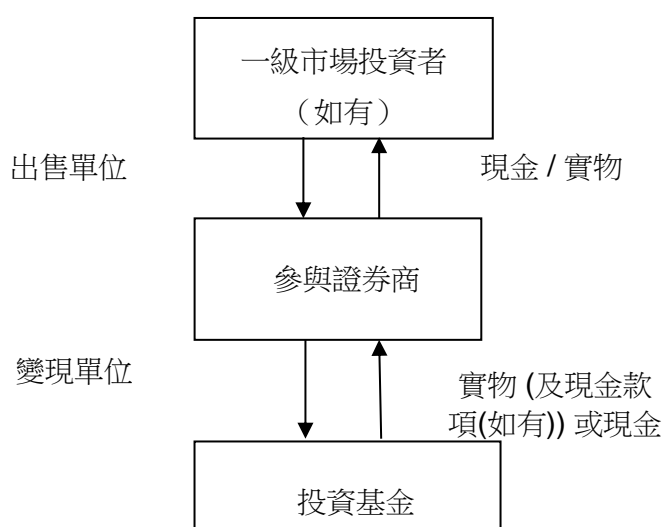 一級市場投資者
（如有）
出售單位
現金 / 實物
參與證券商
變現單位
實物 (及現金款
項(如有)) 或現金
投資基金